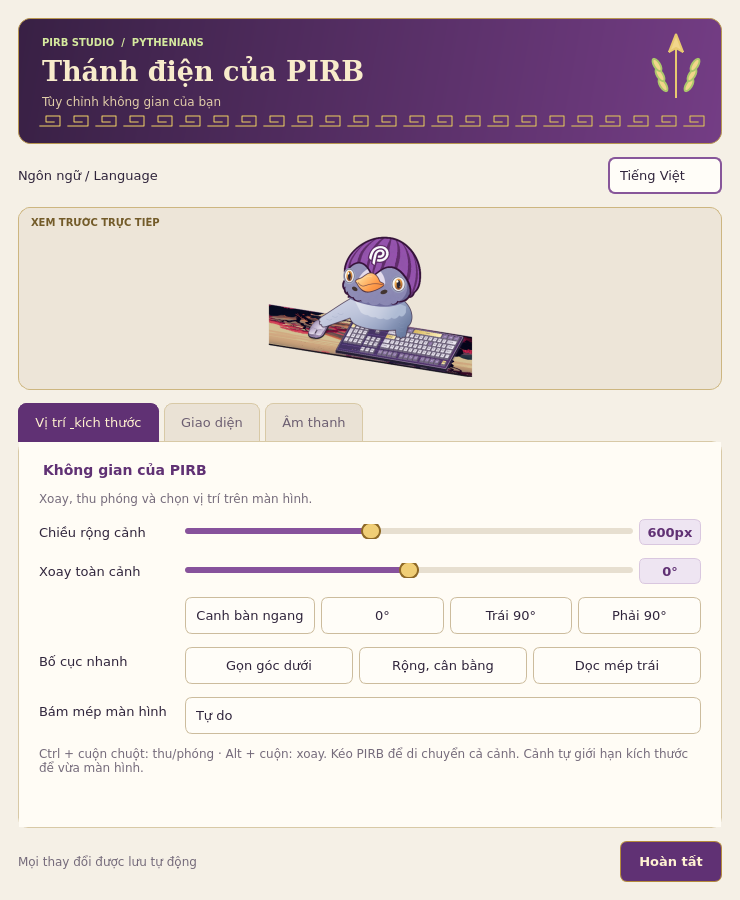 PIRB STUDIO / PYTHENIANS
Thánh điện của PIRB
Tùy chỉnh không gian của bạn
Ngôn ngữ / Language
Tiếng Việt
XEM TRƯỚC TRỰC TIẾP
Vị trí _kích thước
Giao diện
Âm thanh
Không gian của PIRB
Xoay, thu phóng và chọn vị trí trên màn hình.
Chiều rộng cảnh
600px
Xoay toàn cảnh
0°
Canh bàn ngang
0°
Trái 90°
Phải 90°
Bố cục nhanh
Gọn góc dưới
Rộng, cân bằng
Dọc mép trái
Bám mép màn hình
Tự do
Ctrl + cuộn chuột: thu/phóng · Alt + cuộn: xoay. Kéo PIRB để di chuyển cả cảnh. Cảnh tự giới hạn kích thước
để vừa màn hình.
Mọi thay đổi được lưu tự động
Hoàn tất